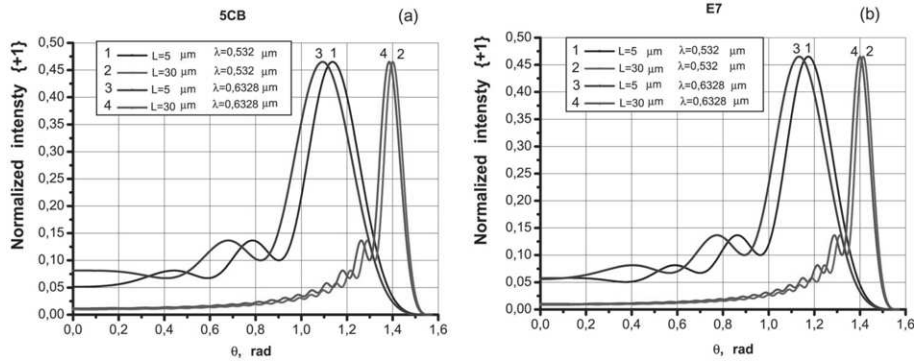 5CB
(a)
Normalized intensty {+1}
0,50
0,45
0,40
0,35
0,30
0,25
0,20
0,15
0,10
0,05
0,00
1 L=5 μm λ=0,532 μm
2 L=30 μm λ=0,532 μm
3 L=5 μm λ=0,6328 μm
4 L=30 μm λ=0,6328 μm
3 1
4 2
0,0 0,2 0,4 0,6 0,8 1,0 1,2 1,4 1,6
θ, rad
E7
(b)
Normalized intensty {+1}
0,50
0,45
0,40
0,35
0,30
0,25
0,20
0,15
0,10
0,05
0,00
1 L=5 μm λ=0,532 μm
2 L=30 μm λ=0,532 μm
3 L=5 μm λ=0,6328 μm
4 L=30 μm λ=0,6328 μm
3 1
4 2
0,0 0,2 0,4 0,6 0,8 1,0 1,2 1,4 1,6
θ, rad